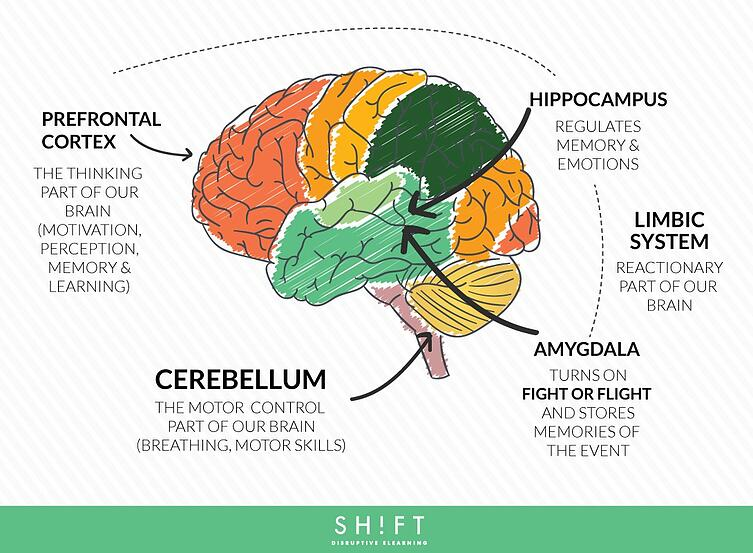 PREFRONTAL
CORTEX
THE THINKING
PART OF OUR
BRAIN
(MOTIVATION,
PERCEPTION,
MEMORY &
LEARNING)
HIPPOCAMPUS
REGULATES
MEMORY &
EMOTIONS
LIMBIC
SYSTEM
REACTIONARY
PART OF OUR
BRAIN
AMYGDALA
TURNS ON
FIGHT OR FLIGHT
AND STORES
MEMORIES OF
THE EVENT
CEREBELLUM
THE MOTOR CONTROL
PART OF OUR BRAIN
(BREATHING, MOTOR SKILLS)
SH!FT
DISRUPTIVE ELEARNING